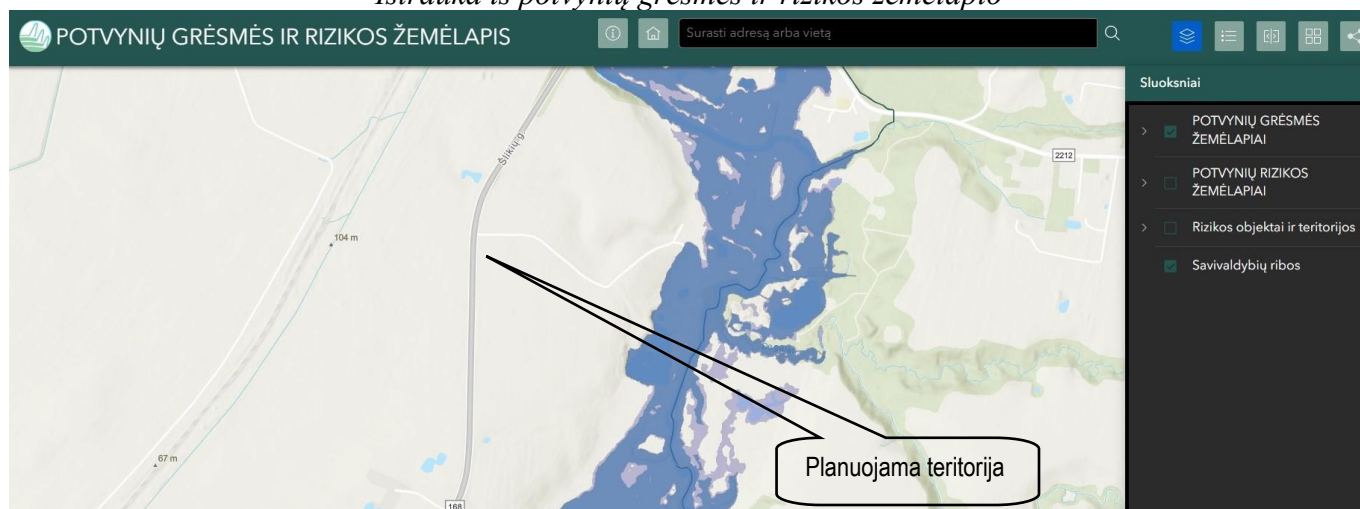 Ištrauka iš potvynių grėsmės ir rizikos žemėlapio
POTVYNIŲ GRĖSMĖS IR RIZIKOS ŽEMĖLAPIS
Surasti adresą arba vietą
Sluoksniai
POTVYNIŲ GRĖSMĖS
ŽEMĖLAPIAI
POTVYNIŲ RIZIKOS
ŽEMĖLAPIAI
Rizikos objektai ir teritorijos
Savivaldybių ribos
Šlikių g.
2212
104 m
67 m
168
Planuojama teritorija